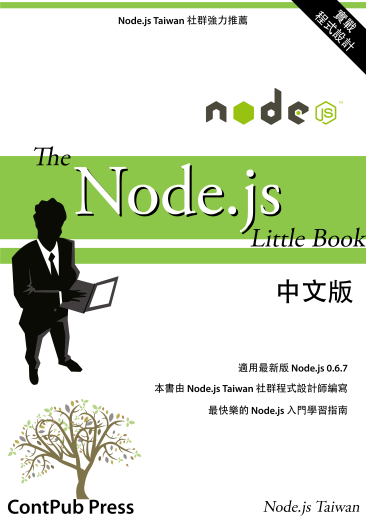 Node.js Taiwan 社群強力推薦
實戰
程式設計
node
JS
™
The
Node.js
Little Book
中文版
適用最新版 Node.js 0.6.7
本書由 Node.js Taiwan 社群程式設計師編寫
最快樂的 Node.js 入門學習指南
ContPub Press
Node.js Taiwan